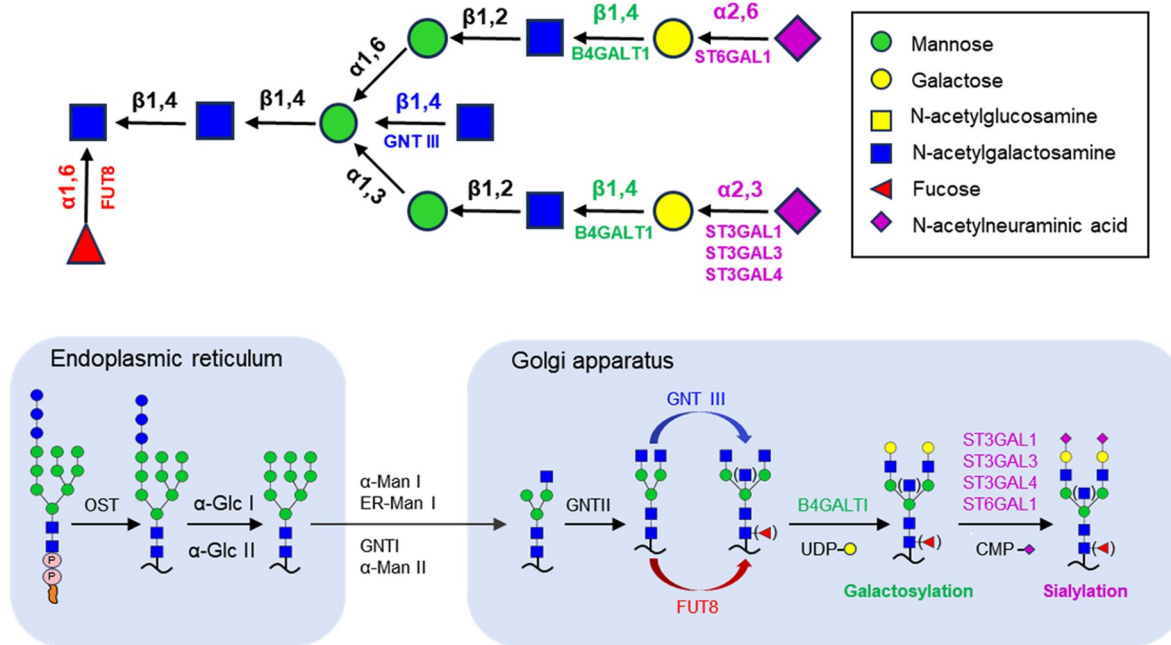 β1,2
β1,4
α2,6
B4GALT1
ST6GAL1
α1,6
β1,4
β1,4
β1,4
GNT III
α1,6
FUT8
α1,3
β1,2
β1,4
α2,3
B4GALT1
ST3GAL1
ST3GAL3
ST3GAL4
Mannose
Galactose
N-acetylglucosamine
N-acetylgalactosamine
Fucose
N-acetylneuraminic acid
Endoplasmic reticulum
OST
α-Glc I
α-Glc II
P
P
α-Man I
ER-Man I
GNTI
α-Man II
Golgi apparatus
GNTII
GNT III
FUT8
( )
( )
B4GALTI
UDP-
( )
( )
Galactosylation
ST3GAL1
ST3GAL3
ST3GAL4
ST6GAL1
CMP-
( )
( )
Sialylation